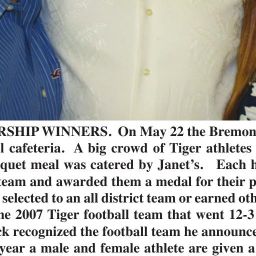 RSHIP WINNERS. On May 22 the Bremon
l cafeteria. A big crowd of Tiger athletes
quet meal was catered by Janet's. Each h
team and awarded them a medal for their p
selected to an all district team or earned oth
he 2007 Tiger football team that went 12-3
ck recognized the football team he announce
year a male and female athlete are given a